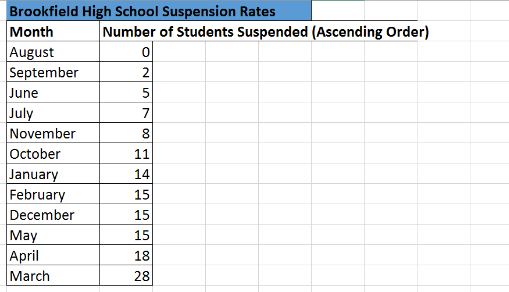 Brookfield High School Suspension Rates
Month Number of Students Suspended (Ascending Order)
August 0
September 2
June 5
July 7
November 8
October 11
January 14
February 15
December 15
May 15
April 18
March 28